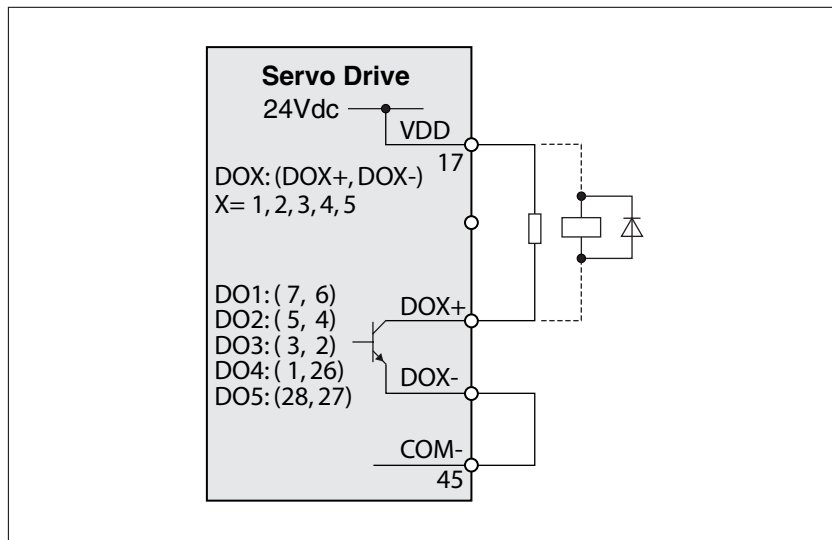 Servo Drive
24Vdc
VDD
17
DOX: (DOX+, DOX-)
X= 1, 2, 3, 4, 5
DO1: ( 7, 6)
DO2: ( 5, 4)
DO3: ( 3, 2)
DO4: ( 1, 26)
DO5: (28, 27)
DOX+
DOX-
COM-
45